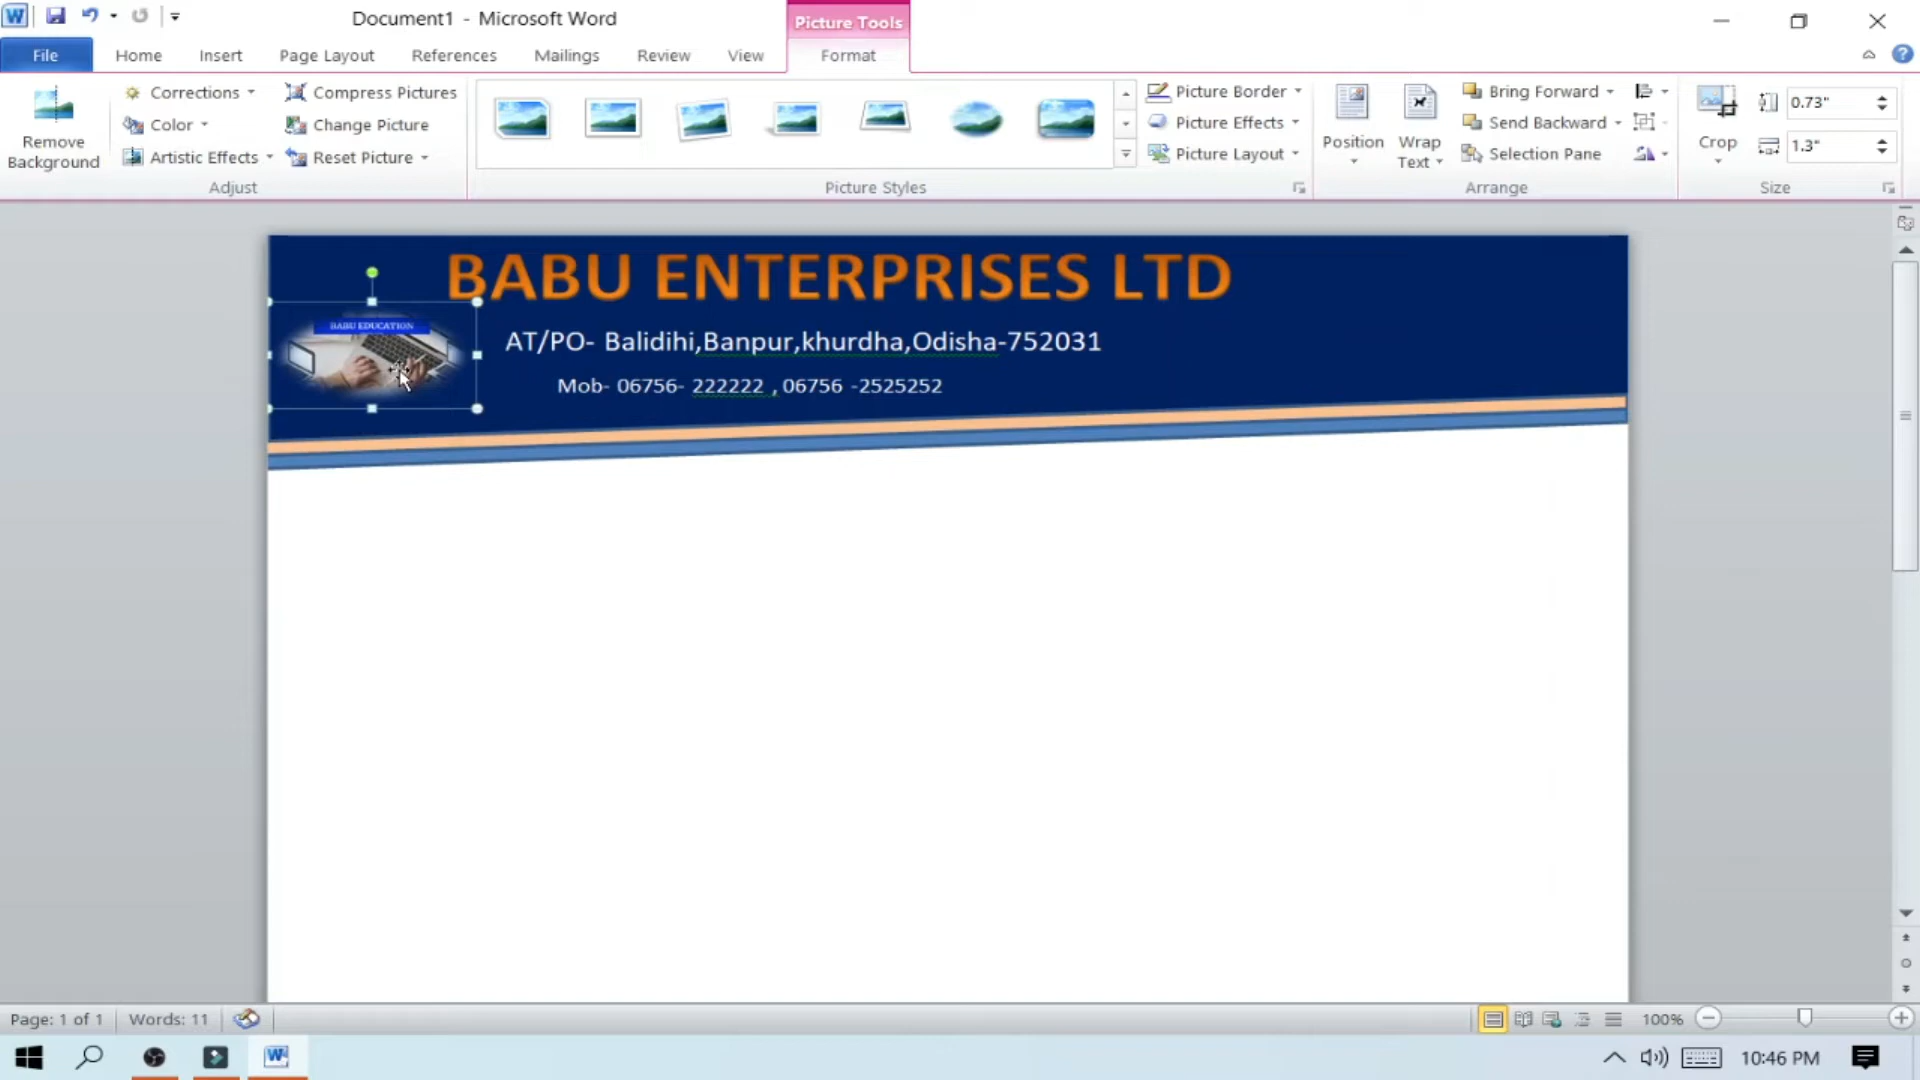 Document1 - Microsoft Word
Picture Tools
File
Home
Insert
Page Layout
References
Mailings
Review
View
Format
Remove Background
Corrections
Color
Artistic Effects
Compress Pictures
Change Picture
Reset Picture
Adjust
Picture Styles
Picture Border
Picture Effects
Picture Layout
Position
Wrap Text
Bring Forward
Send Backward
Selection Pane
Arrange
Crop
0.73"
1.3"
Size
BABU ENTERPRISES LTD
BABU EDUCATION
AT/PO- Balidihi,Banpur,khurdha,Odisha-752031
Mob- 06756- 222222 , 06756 -2525252
Page: 1 of 1
Words: 11
100%
10:46 PM